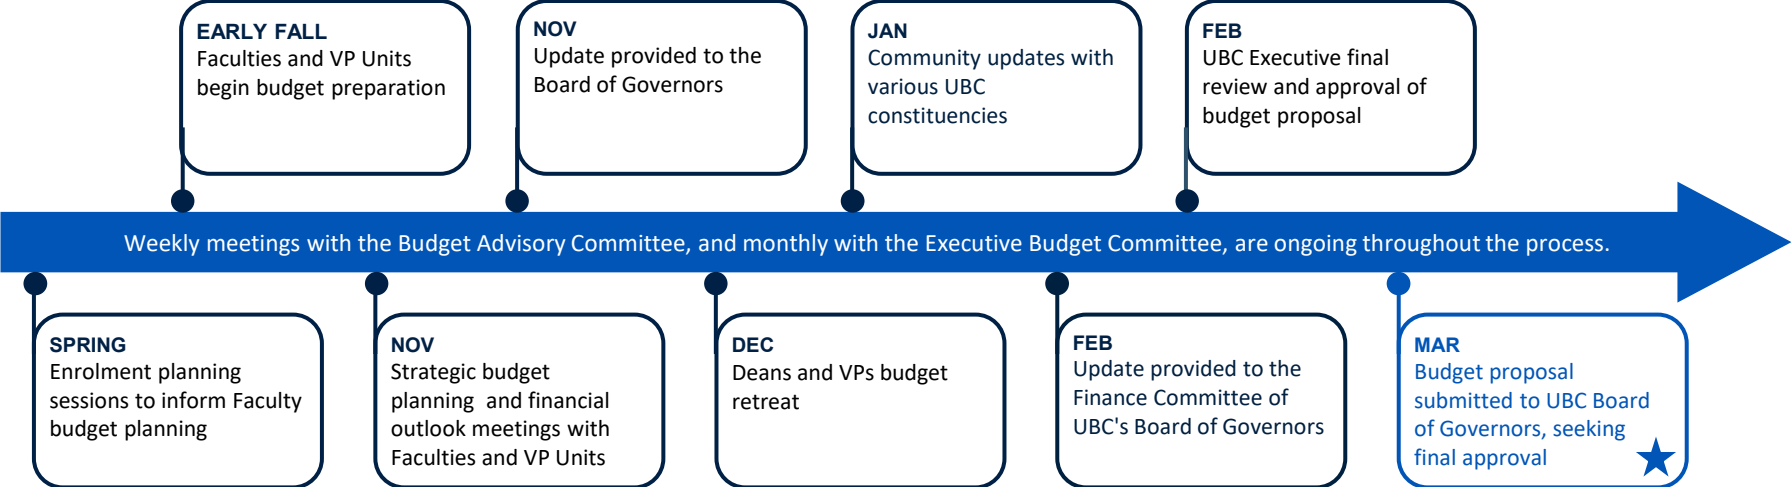 EARLY FALL
Faculties and VP Units
begin budget preparation
NOV
Update provided to the
Board of Governors
JAN
Community updates with
various UBC
constituencies
FEB
UBC Executive final
review and approval of
budget proposal
Weekly meetings with the Budget Advisory Committee, and monthly with the Executive Budget Committee, are ongoing throughout the process.
SPRING
Enrolment planning
sessions to inform Faculty
budget planning
NOV
Strategic budget
planning  and financial
outlook meetings with
Faculties and VP Units
DEC
Deans and VPs budget
retreat
FEB
Update provided to the
Finance Committee of
UBC's Board of Governors
MAR
Budget proposal
submitted to UBC Board
of Governors, seeking
final approval